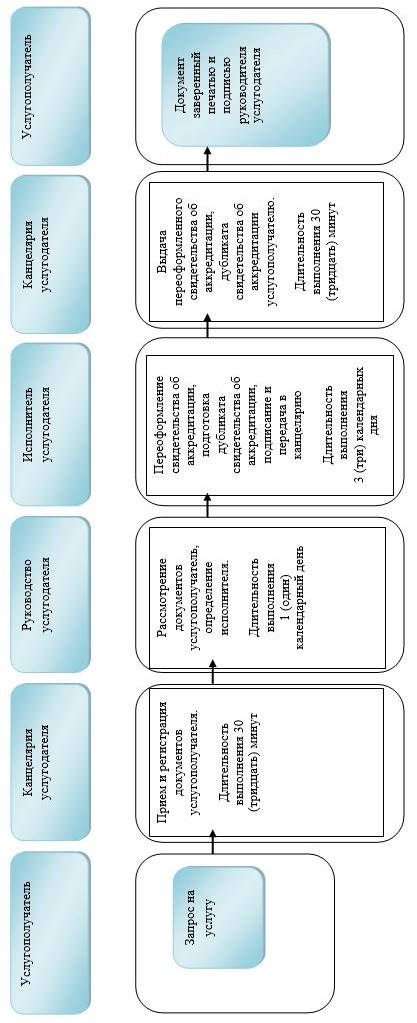 Услугополучатель
Канцелярия
услугодателя
Руководство
услугодателя
Исполнитель
услугодателя
Канцелярия
услугодателя
Услугополучатель
Запрос на
услугу
Прием и регистрация
документов
услугополучателя.
Длительность
выполнения 30
(тридцать) минут
Рассмотрение
документов
услугополучатель,
определение
исполнителя.
Длительность
выполнения
1 (один)
календарный день
Переоформление
свидетельства об
аккредитации,
подготовка
дубликата
свидетельства об
аккредитации,
подписание и
передача в
канцелярию
Длительность
выполнения
3 (три) календарных
дня
Выдача
переоформленного
свидетельства об
аккредитации,
дубликата
свидетельства об
аккредитации
услугополучателю.
Длительность
выполнения 30
(тридцать) минут
Документ
заверенный
печатью и
подписью
руководителя
услугодателя